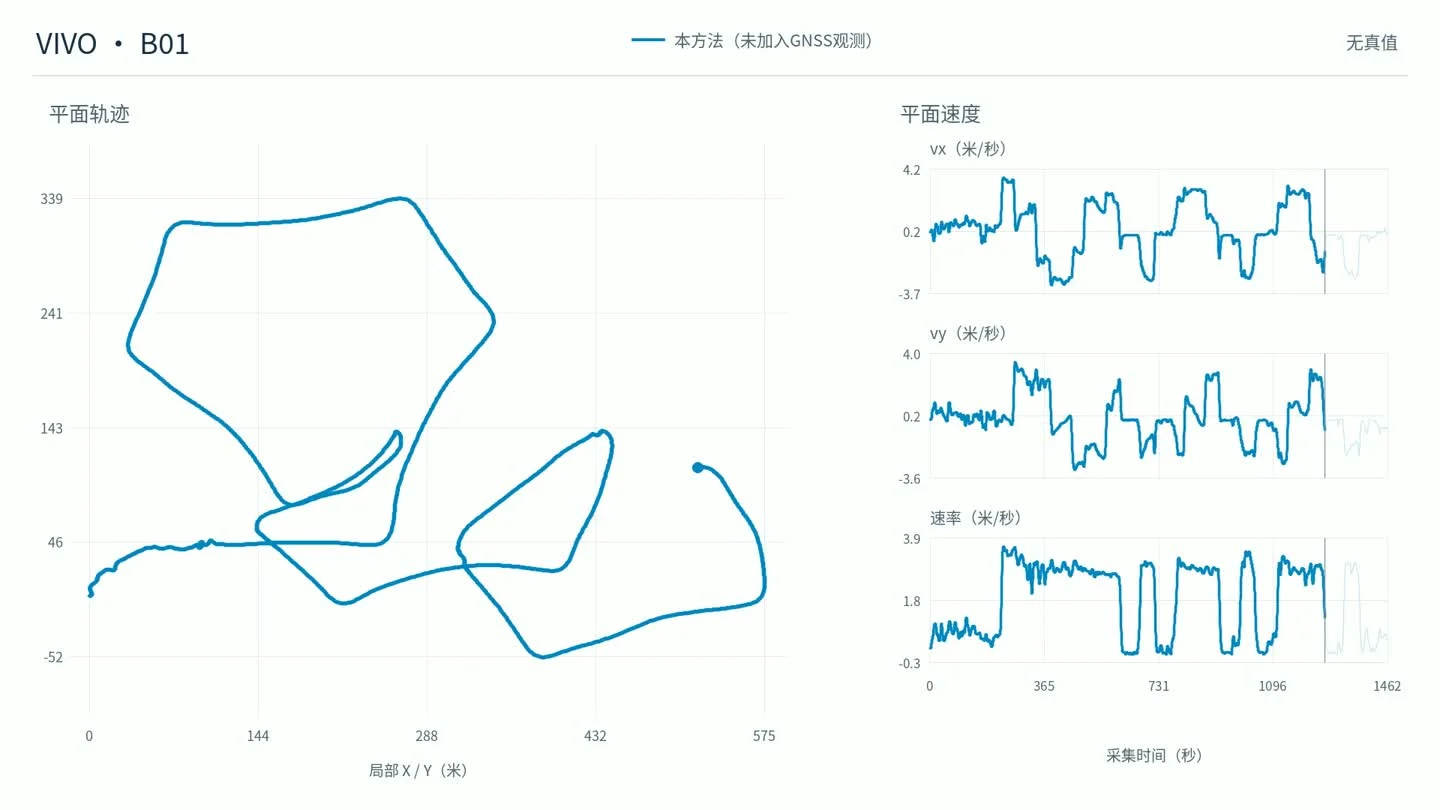 VIVO · B01
本方法（未加入GNSS观测）
无真值
平面轨迹
339
241
143
46
-52
0 144 288 432 575
局部 X / Y（米）
平面速度
vx（米/秒）
4.2
0.2
-3.7
vy（米/秒）
4.0
0.2
-3.6
速率（米/秒）
3.9
1.8
-0.3
0 365 731 1096 1462
采集时间（秒）